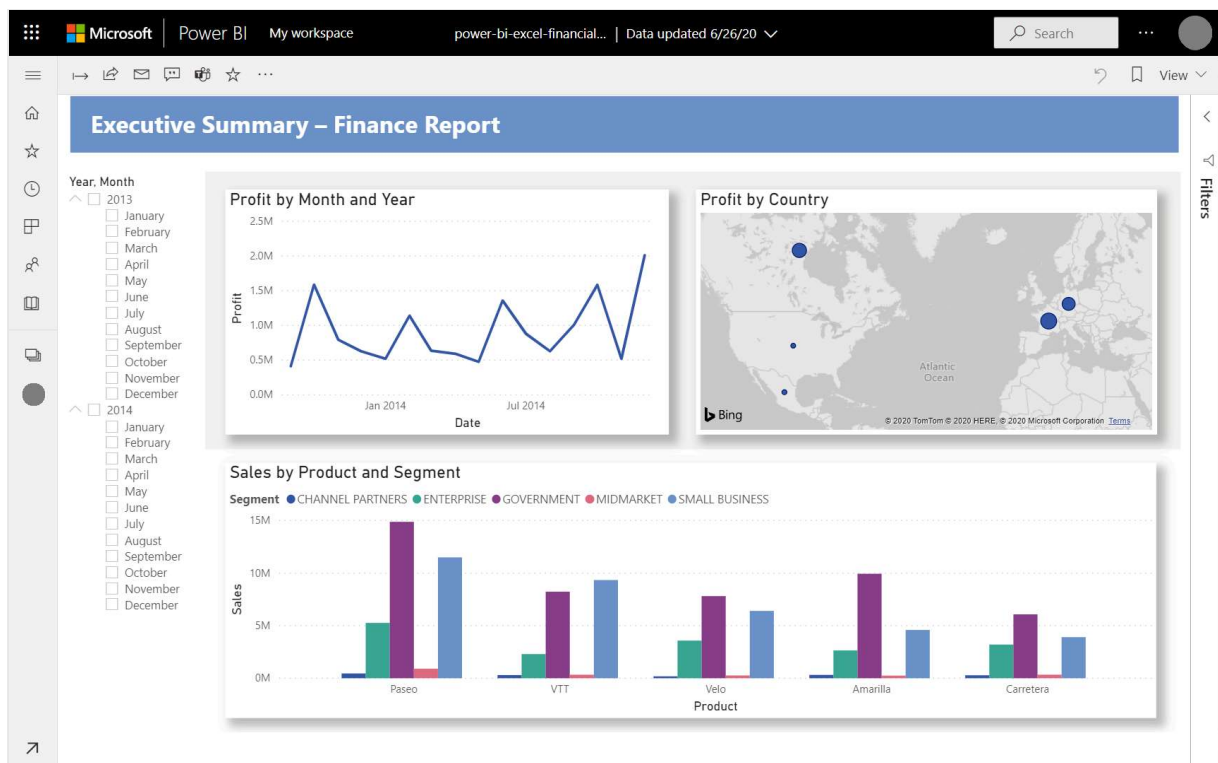 Microsoft Power BI My workspace power-bi-excel-financial... | Data updated 6/26/20 Search ...
View
Executive Summary – Finance Report
Filters
Year, Month
2013
January
February
March
April
May
June
July
August
September
October
November
December
2014
January
February
March
April
May
June
July
August
September
October
November
December
Profit by Month and Year
2.5M
2.0M
1.5M
1.0M
0.5M
0.0M
Profit
Jan 2014 Jul 2014
Date
Profit by Country
Atlantic
Ocean
Bing
© 2020 TomTom © 2020 HERE, © 2020 Microsoft Corporation Terms
Sales by Product and Segment
Segment CHANNEL PARTNERS ENTERPRISE GOVERNMENT MIDMARKET SMALL BUSINESS
15M
10M
5M
0M
Sales
Paseo VTT Velo Amarilla Carretera
Product